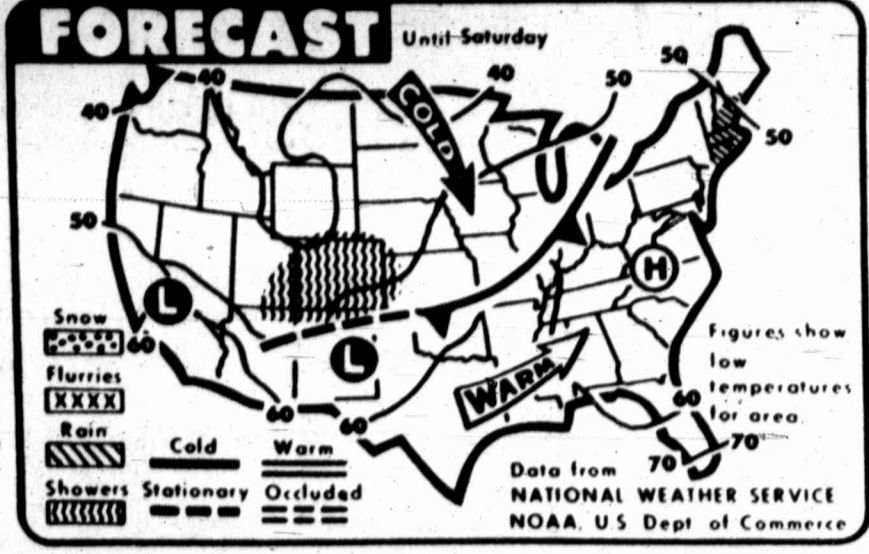 FORECAST
Until Saturday
40
40
40
50
50
50
COLD
50
L
H
L
60
60
60
60
70
70
WARM
Snow
Flurries
XXXX
Rain
Showers
Cold
Warm
Stationary
Occluded
Figures show
low
temperatures
for area.
Data from
NATIONAL WEATHER SERVICE
NOAA, U.S. Dept of Commerce